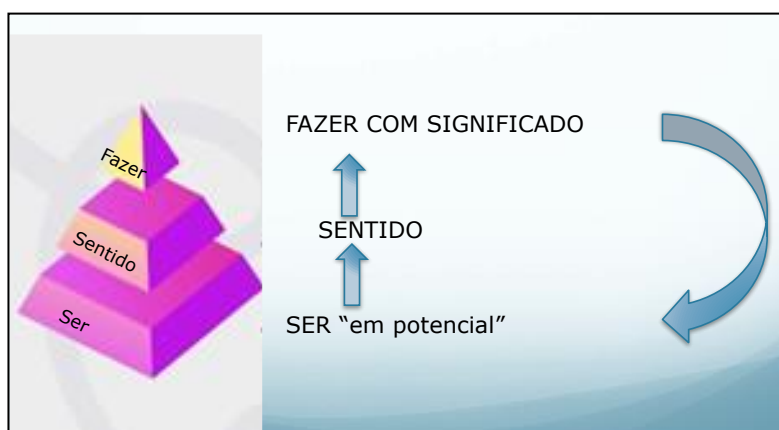 Fazer
Sentido
Ser
FAZER COM SIGNIFICADO
SENTIDO
SER “em potencial”